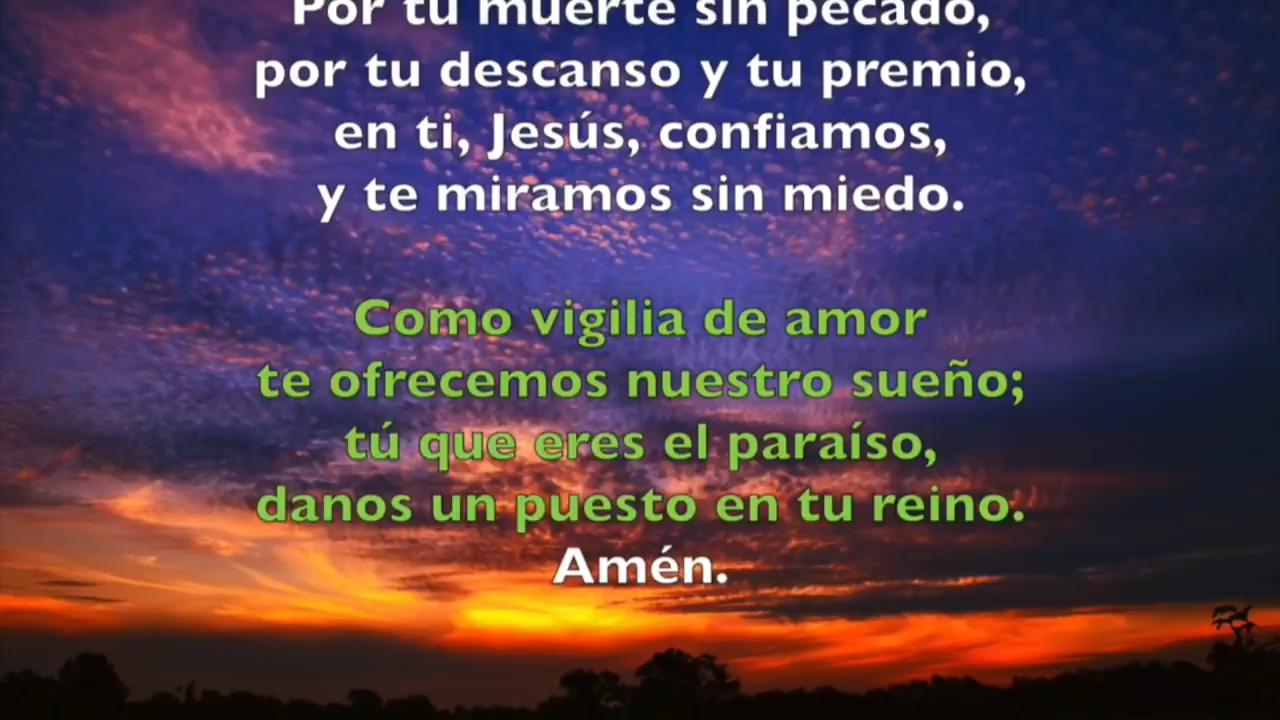 Por tu muerte sin pecado,
por tu descanso y tu premio,
en ti, Jesús, confiamos,
y te miramos sin miedo.
Como vigilia de amor
te ofrecemos nuestro sueño;
tú que eres el paraíso,
danos un puesto en tu reino.
Amén.